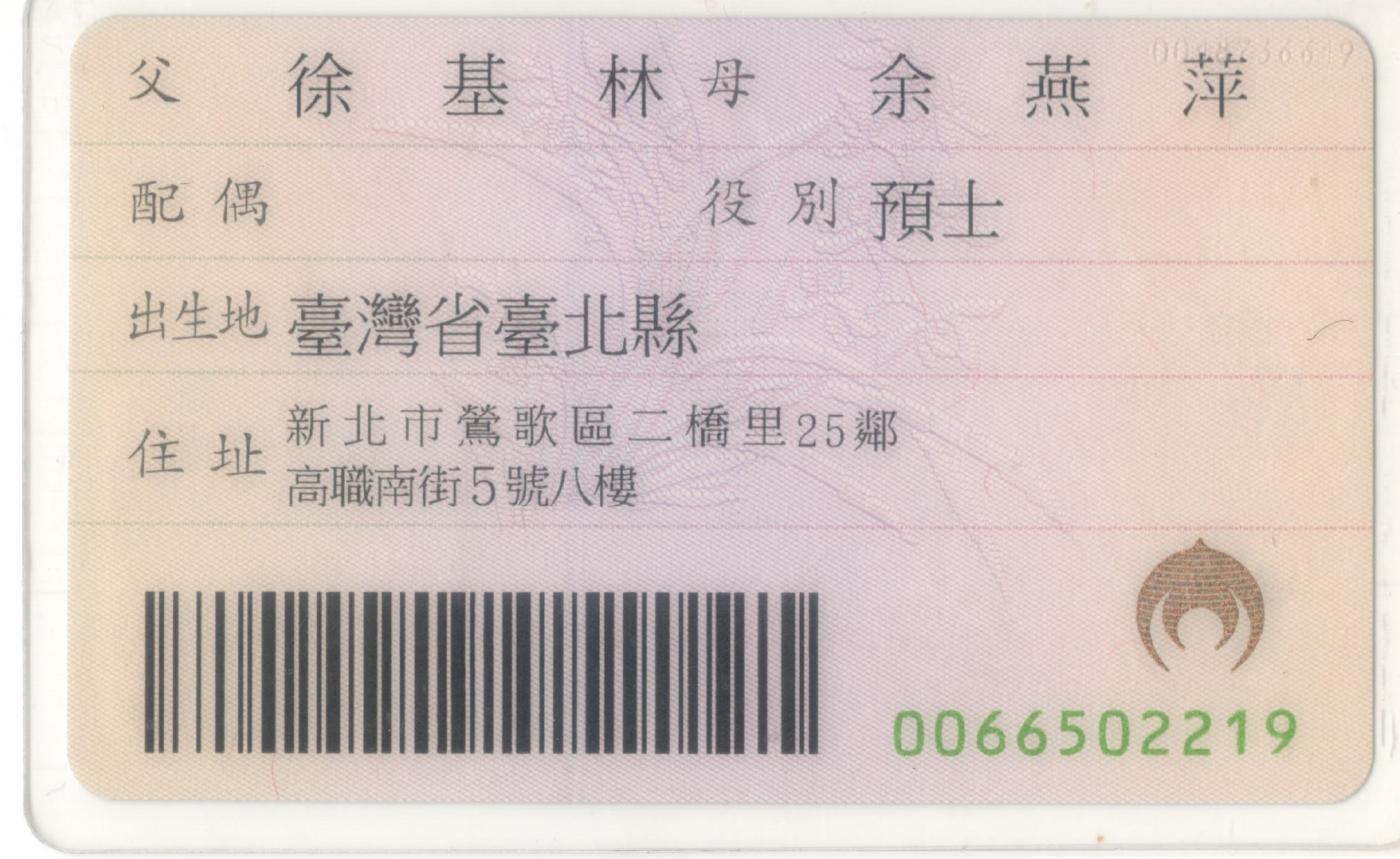 父 徐基林 母 余燕萍
配偶 役別 預士
出生地 臺灣省臺北縣
住址 新北市鶯歌區二橋里25鄰
高職南街5號八樓
0066502219